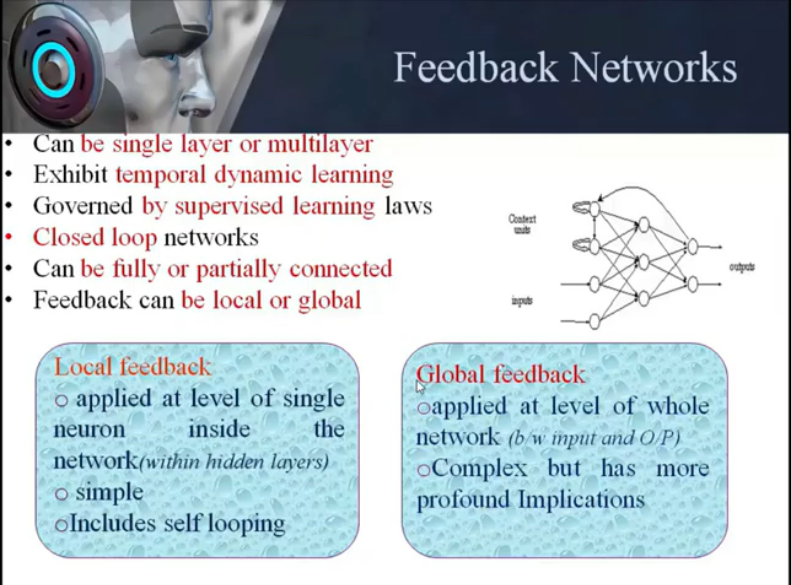 Feedback Networks
• Can be single layer or multilayer
• Exhibit temporal dynamic learning
• Governed by supervised learning laws
• Closed loop networks
• Can be fully or partially connected
• Feedback can be local or global
Context
units
inputs
outputs
Local feedback
o applied at level of single
neuron inside the
network(within hidden layers)
o simple
oIncludes self looping
Global feedback
oapplied at level of whole
network (b/w input and O/P)
oComplex but has more
profound Implications